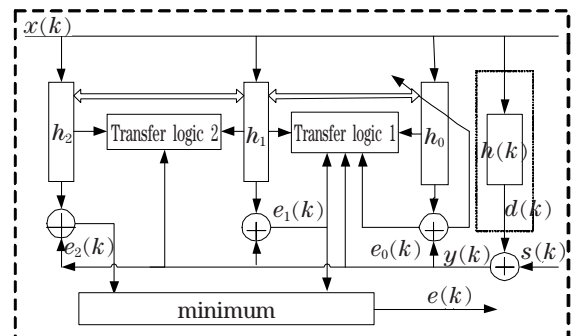 x(k)
h₂ Transfer logic 2 h₁ Transfer logic 1 h₀ h(k)
d(k)
e₁(k)
e₂(k) e₀(k) y(k) s(k)
minimum e(k)